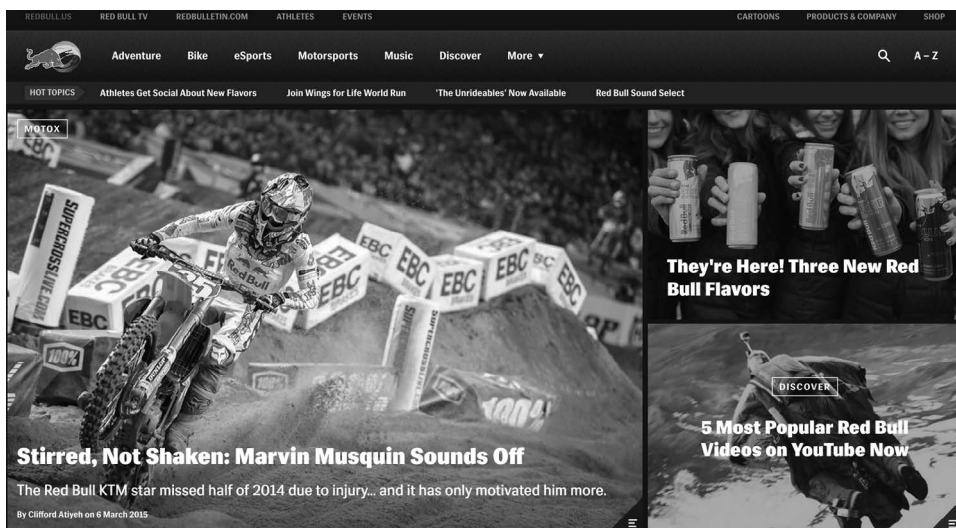 REDBULL.US RED BULL TV REDBULLETIN.COM ATHLETES EVENTS CARTOONS PRODUCTS & COMPANY SHOP
Adventure Bike eSports Motorsports Music Discover More ▼ A – Z
HOT TOPICS Athletes Get Social About New Flavors Join Wings for Life World Run 'The Unrideables' Now Available Red Bull Sound Select
MOTOX
SUPERCROSSLIVE.COM
EBC
EBC
EBC
EBC
EBC
EBC
EBC
Red Bull
25
100%
100%
DUNLOP
Stirred, Not Shaken: Marvin Musquin Sounds Off
The Red Bull KTM star missed half of 2014 due to injury... and it has only motivated him more.
By Clifford Atiyeh on 6 March 2015
They're Here! Three New Red
Bull Flavors
DISCOVER
5 Most Popular Red Bull
Videos on YouTube Now